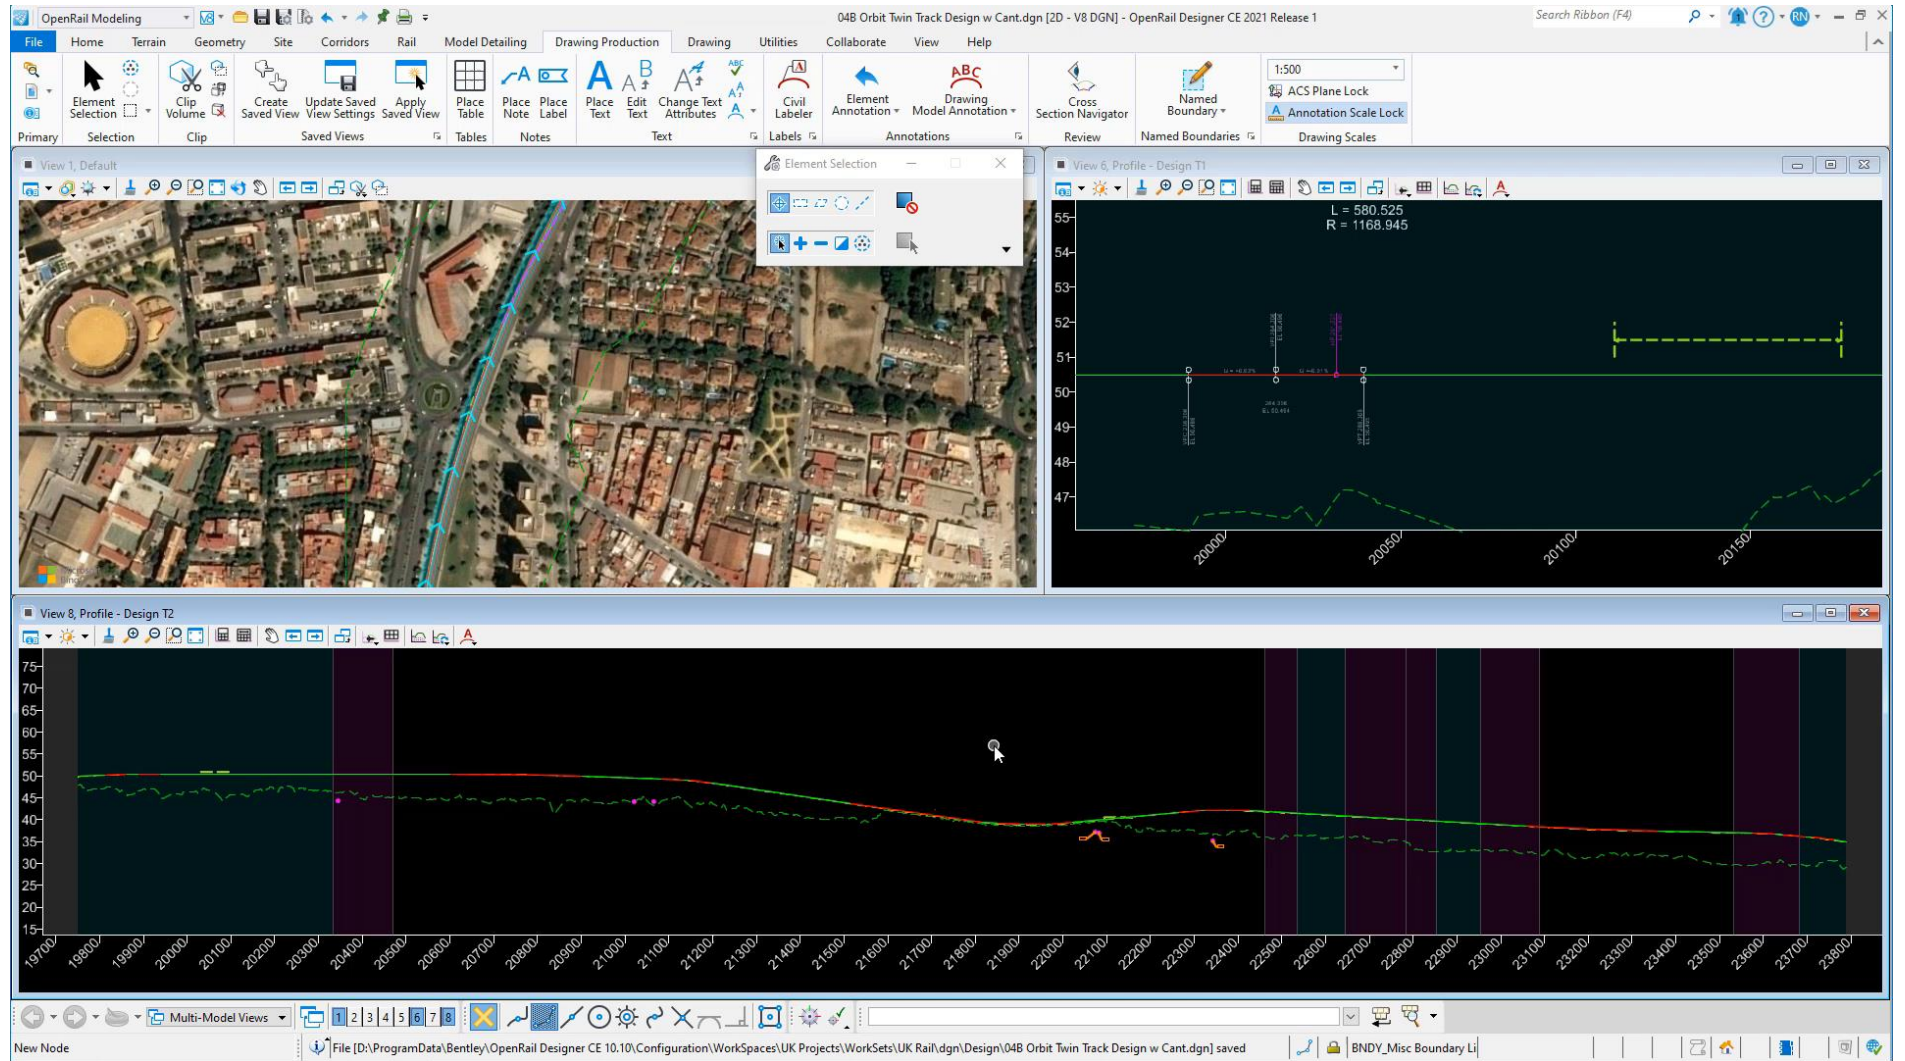 OpenRail Modeling
04B Orbit Twin Track Design w Cant.dgn [2D - V8 DGN] - OpenRail Designer CE 2021 Release 1
Search Ribbon (F4)
RN
File Home Terrain Geometry Site Corridors Rail Model Detailing Drawing Production Drawing Utilities Collaborate View Help
Element Selection
Clip Volume
Create Saved View
Update Saved View Settings
Apply Saved View
Place Table
Place Note
Place Label
Place Text
Edit Text
Change Text Attributes
Civil Labeler
Element Annotation
Drawing Model Annotation
Cross Section Navigator
Named Boundary
1:500
ACS Plane Lock
Annotation Scale Lock
Primary Selection Clip Saved Views Tables Notes Text Labels Annotations Review Named Boundaries Drawing Scales
View 1, Default
Element Selection
View 6, Profile - Design T1
L = 580.525
R = 1168.945
55
54
53
52
51
50
49
48
47
20000 20050 20100 20150
View 8, Profile - Design T2
75
70
65
60
55
50
45
40
35
30
25
20
15
19700 19800 19900 20000 20100 20200 20300 20400 20500 20600 20700 20800 20900 21000 21100 21200 21300 21400 21500 21600 21700 21800 21900 22000 22100 22200 22300 22400 22500 22600 22700 22800 22900 23000 23100 23200 23300 23400 23500 23600 23700 23800
Multi-Model Views
1 2 3 4 5 6 7 8
New Node
File [D:\ProgramData\Bentley\OpenRail Designer CE 10.10\Configuration\WorkSpaces\UK Projects\WorkSets\UK Rail\dgn\Design\04B Orbit Twin Track Design w Cant.dgn] saved
BNDY_Misc Boundary Li